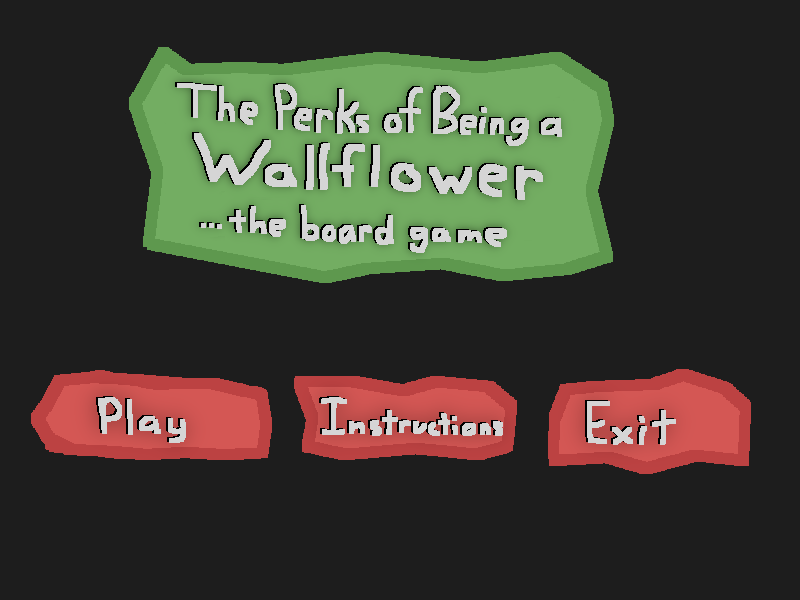 The Perks of Being a
Wallflower
...the board game
Play
Instructions
Exit